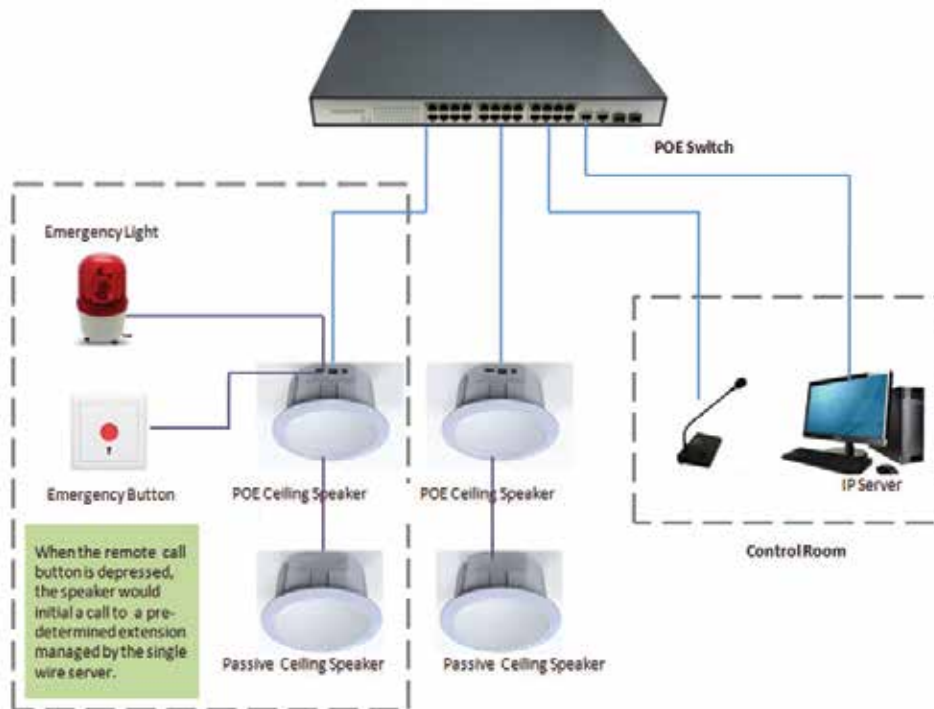 POE Switch
Emergency Light
Emergency Button
POE Ceiling Speaker
POE Ceiling Speaker
IP Server
Control Room
When the remote call
button is depressed,
the speaker would
initial a call to a pre-
determined extension
managed by the single
wire server.
Passive Ceiling Speaker
Passive Ceiling Speaker